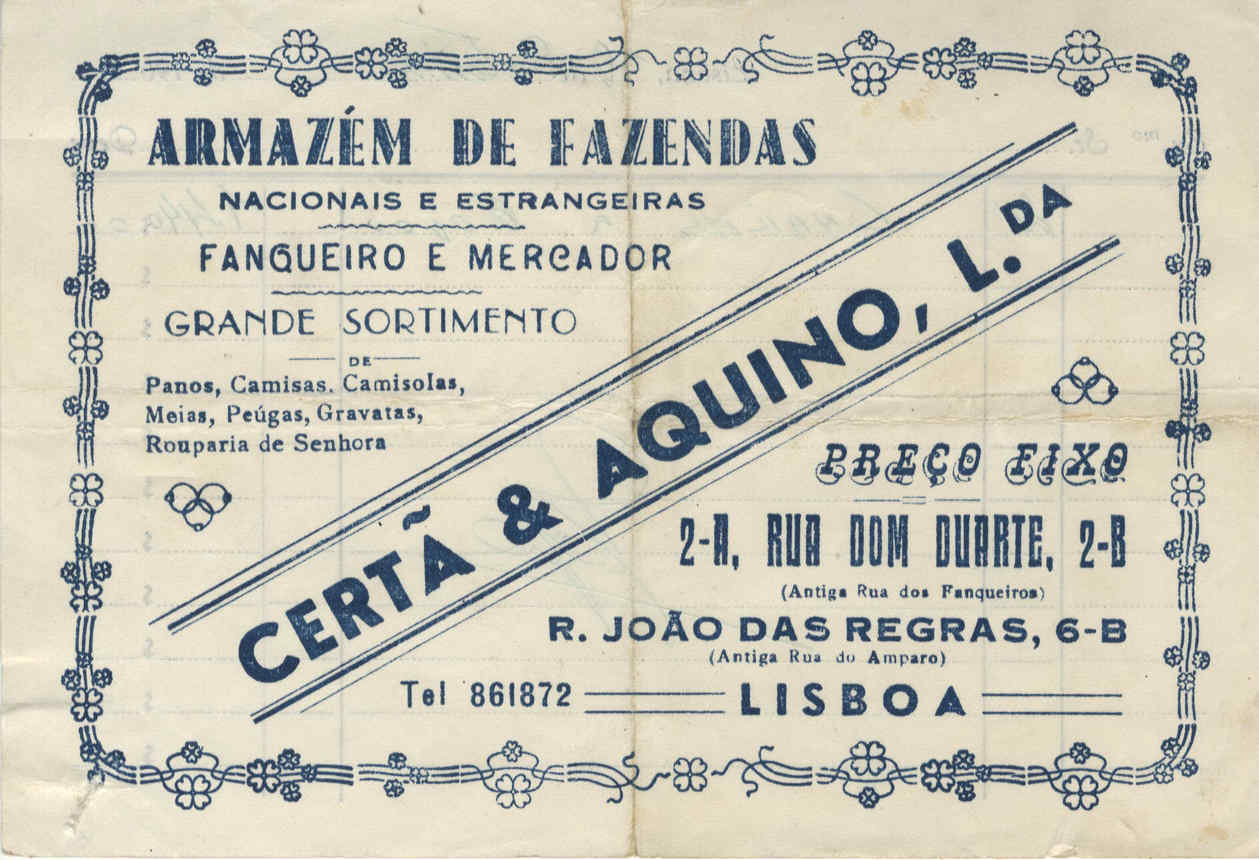 ARMAZÉM DE FAZENDAS
NACIONAIS E ESTRANGEIRAS
FANQUEIRO E MERCADOR
GRANDE SORTIMENTO
DE
Panos, Camisas. Camisolas,
Meias, Peúgas, Gravatas,
Rouparia de Senhora
CERTÃ & AQUINO, L.DA
PREÇO FIXO
2-A, RUA DOM DUARTE, 2-B
(Antiga Rua dos Fanqueiros)
R. JOÃO DAS REGRAS, 6-B
(Antiga Rua do Amparo)
Tel 861872
LISBOA